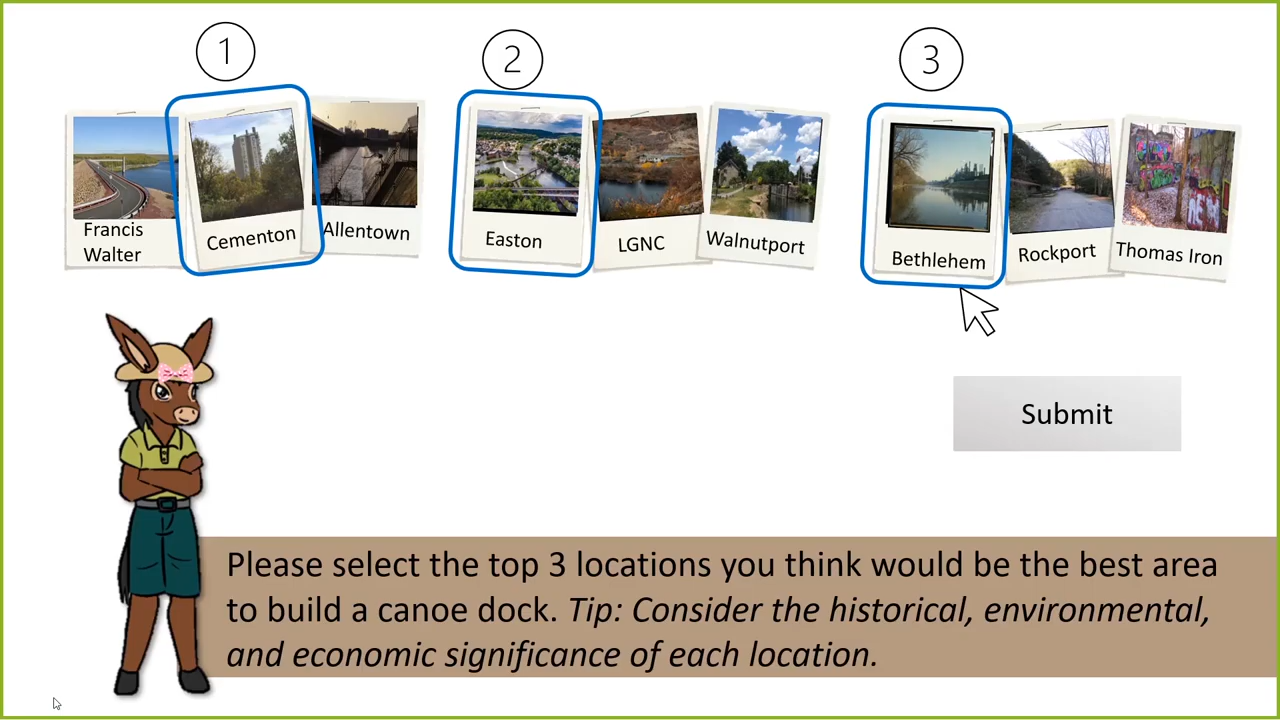 1
2
3
Francis
Walter
Cementon
Allentown
Easton
LGNC
Walnutport
Bethlehem
Rockport
Thomas Iron
Submit
Please select the top 3 locations you think would be the best area
to build a canoe dock. Tip: Consider the historical, environmental,
and economic significance of each location.